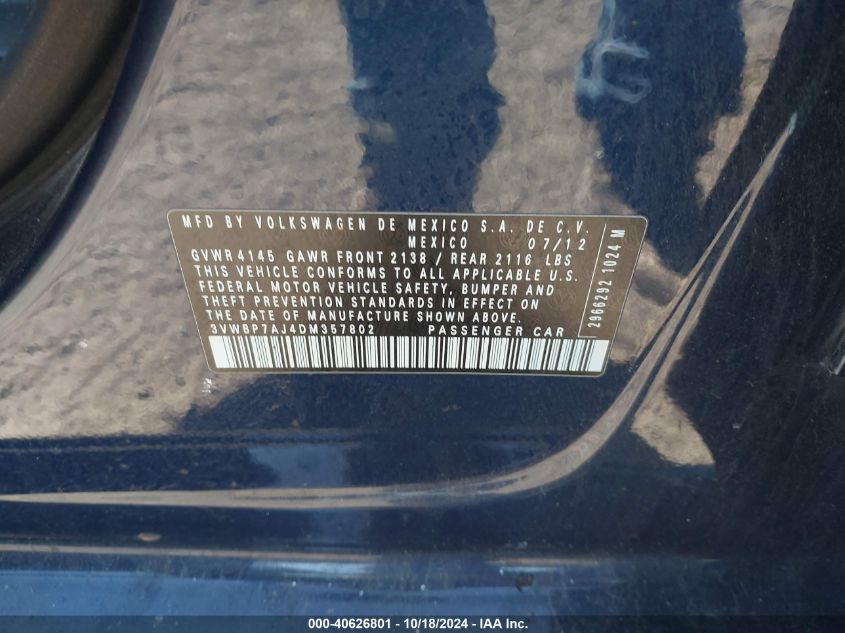 MFD BY VOLKSWAGEN DE MEXICO S.A. DE C.V.
MEXICO 07/12
GVWR 4145 GAWR FRONT 2138 / REAR 2116 LBS
THIS VEHICLE CONFORMS TO ALL APPLICABLE U.S.
FEDERAL MOTOR VEHICLE SAFETY, BUMPER AND
THEFT PREVENTION STANDARDS IN EFFECT ON
THE DATE OF MANUFACTURE SHOWN ABOVE.
3VWBP7AJ4DM357802 PASSENGER CAR
2966292 1024 M
000-40626801 - 10/18/2024 - IAA Inc.